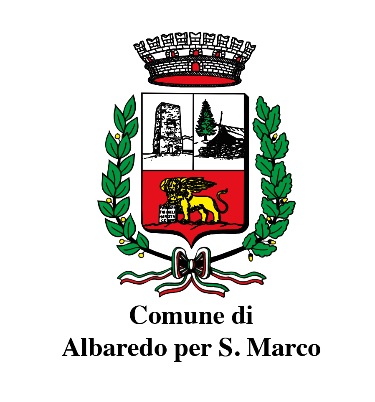 Comune di
Albaredo per S. Marco